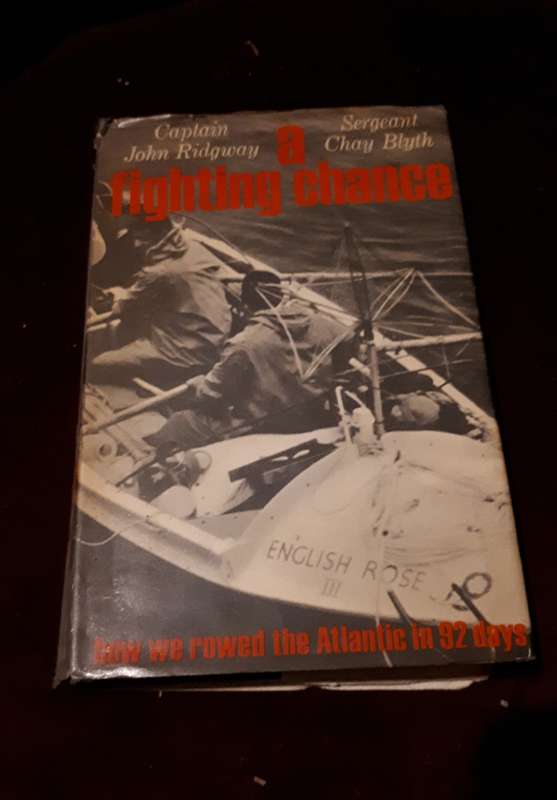 Captain
John Ridgway
Sergeant
Chay Blyth
a
fighting chance
ENGLISH ROSE
III
how we rowed the Atlantic in 92 days